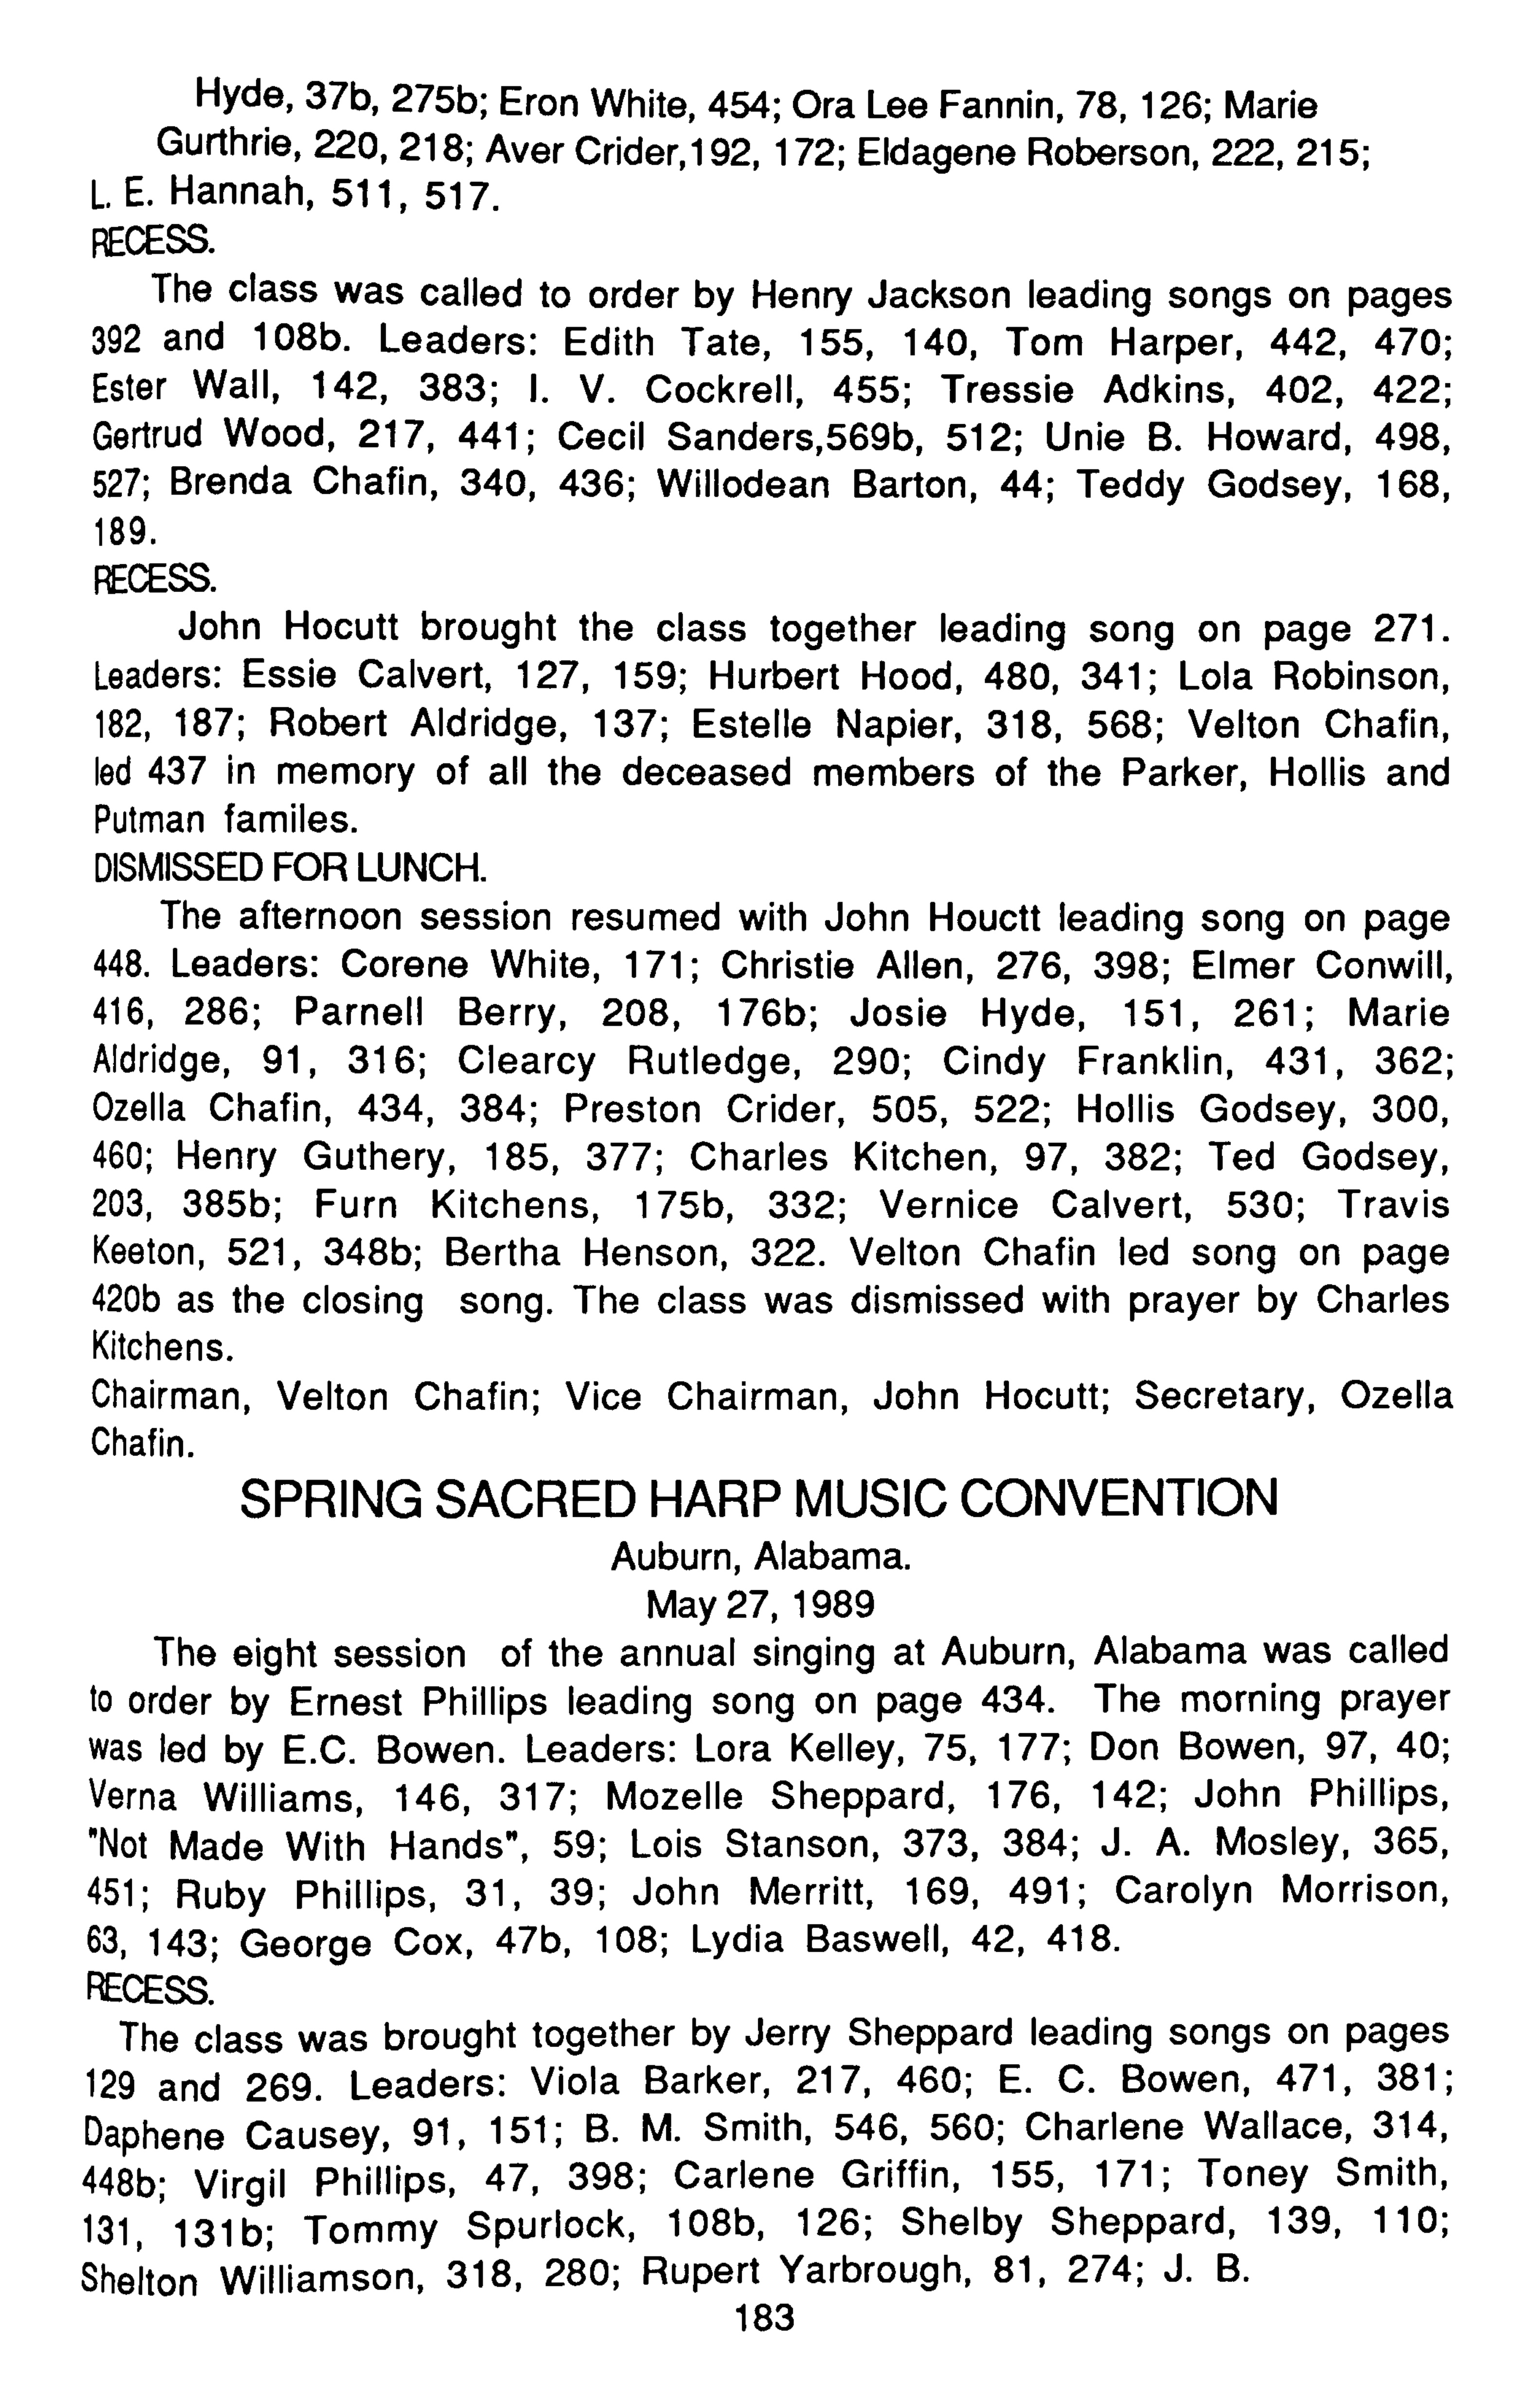 Hyde, 37b, 275b; Eron White, 454; Ora Lee Fannin, 78, 126; Marie
Gurthrie, 220, 218; Aver Crider,192, 172; Eldagene Roberson, 222, 215;
L. E. Hannah, 511, 517.
RECESS.
The class was called to order by Henry Jackson leading songs on pages
392 and 108b. Leaders: Edith Tate, 155, 140, Tom Harper, 442, 470;
Ester Wall, 142, 383; I. V. Cockrell, 455; Tressie Adkins, 402, 422;
Gertrud Wood, 217, 441; Cecil Sanders,569b, 512; Unie B. Howard, 498,
527; Brenda Chafin, 340, 436; Willodean Barton, 44; Teddy Godsey, 168,
189.
RECESS.
John Hocutt brought the class together leading song on page 271.
Leaders: Essie Calvert, 127, 159; Hurbert Hood, 480, 341; Lola Robinson,
182, 187; Robert Aldridge, 137; Estelle Napier, 318, 568; Velton Chafin,
led 437 in memory of all the deceased members of the Parker, Hollis and
Putman familes.
DISMISSED FOR LUNCH.
The afternoon session resumed with John Houctt leading song on page
448. Leaders: Corene White, 171; Christie Allen, 276, 398; Elmer Conwill,
416, 286; Parnell Berry, 208, 176b; Josie Hyde, 151, 261; Marie
Aldridge, 91, 316; Clearcy Rutledge, 290; Cindy Franklin, 431, 362;
Ozella Chafin, 434, 384; Preston Crider, 505, 522; Hollis Godsey, 300,
460; Henry Guthery, 185, 377; Charles Kitchen, 97, 382; Ted Godsey,
203, 385b; Furn Kitchens, 175b, 332; Vernice Calvert, 530; Travis
Keeton, 521, 348b; Bertha Henson, 322. Velton Chafin led song on page
420b as the closing song. The class was dismissed with prayer by Charles
Kitchens.
Chairman, Velton Chafin; Vice Chairman, John Hocutt; Secretary, Ozella
Chafin.
SPRING SACRED HARP MUSIC CONVENTION
Auburn, Alabama.
May 27, 1989
The eight session of the annual singing at Auburn, Alabama was called
to order by Ernest Phillips leading song on page 434. The morning prayer
was led by E.C. Bowen. Leaders: Lora Kelley, 75, 177; Don Bowen, 97, 40;
Verna Williams, 146, 317; Mozelle Sheppard, 176, 142; John Phillips,
"Not Made With Hands", 59; Lois Stanson, 373, 384; J. A. Mosley, 365,
451; Ruby Phillips, 31, 39; John Merritt, 169, 491; Carolyn Morrison,
63, 143; George Cox, 47b, 108; Lydia Baswell, 42, 418.
RECESS.
The class was brought together by Jerry Sheppard leading songs on pages
129 and 269. Leaders: Viola Barker, 217, 460; E. C. Bowen, 471, 381;
Daphene Causey, 91, 151; B. M. Smith, 546, 560; Charlene Wallace, 314,
448b; Virgil Phillips, 47, 398; Carlene Griffin, 155, 171; Toney Smith,
131, 131b; Tommy Spurlock, 108b, 126; Shelby Sheppard, 139, 110;
Shelton Williamson, 318, 280; Rupert Yarbrough, 81, 274; J. B.
183